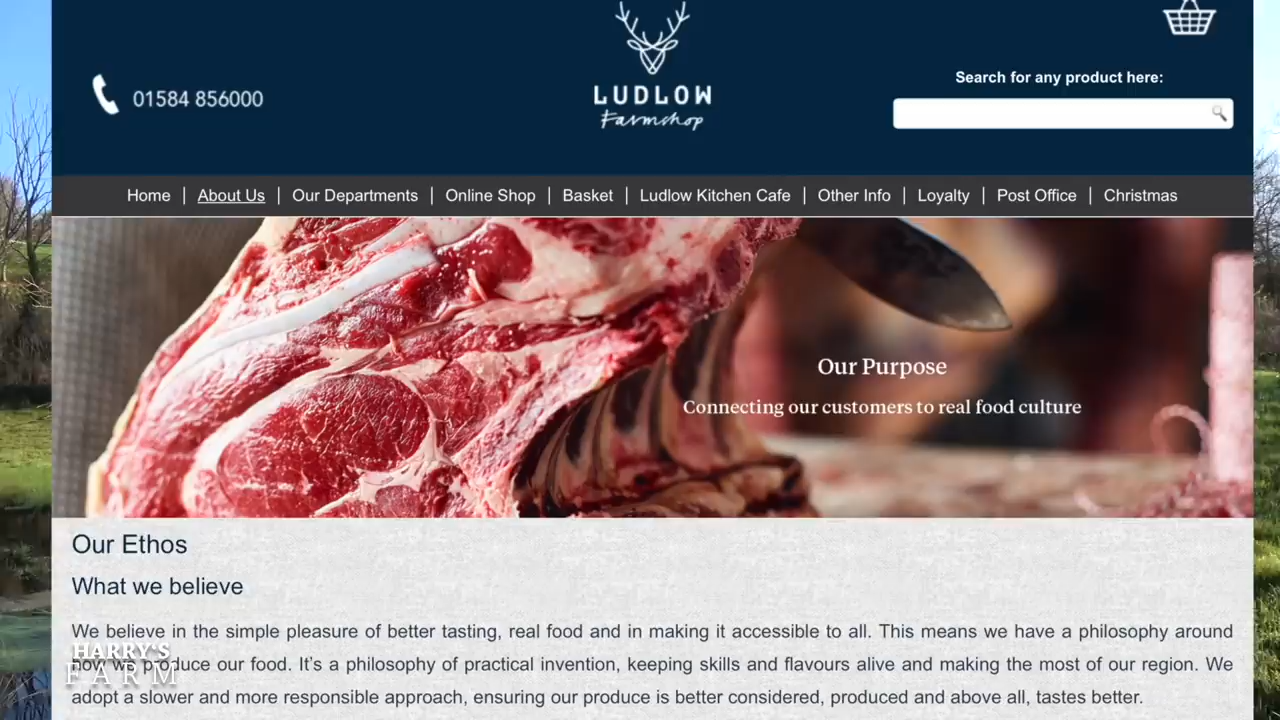 01584 856000
LUDLOW
Farmshop
Search for any product here:
Home | About Us | Our Departments | Online Shop | Basket | Ludlow Kitchen Cafe | Other Info | Loyalty | Post Office | Christmas
Our Purpose
Connecting our customers to real food culture
Our Ethos
What we believe
We believe in the simple pleasure of better tasting, real food and in making it accessible to all. This means we have a philosophy around
how we produce our food. It's a philosophy of practical invention, keeping skills and flavours alive and making the most of our region. We
adopt a slower and more responsible approach, ensuring our produce is better considered, produced and above all, tastes better.
HARRY'S
FARM